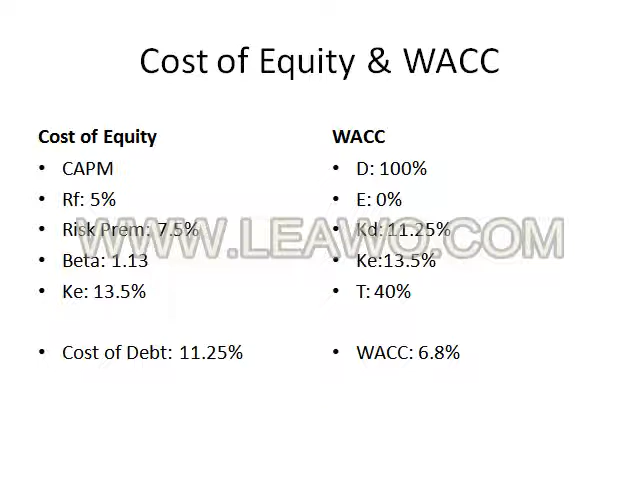 Cost of Equity & WACC
Cost of Equity
• CAPM
• Rf: 5%
• Risk Prem: 7.5%
• Beta: 1.13
• Ke: 13.5%
• Cost of Debt: 11.25%
WACC
• D: 100%
• E: 0%
• Kd: 11.25%
• Ke:13.5%
• T: 40%
• WACC: 6.8%
WWW.LEAWO.COM